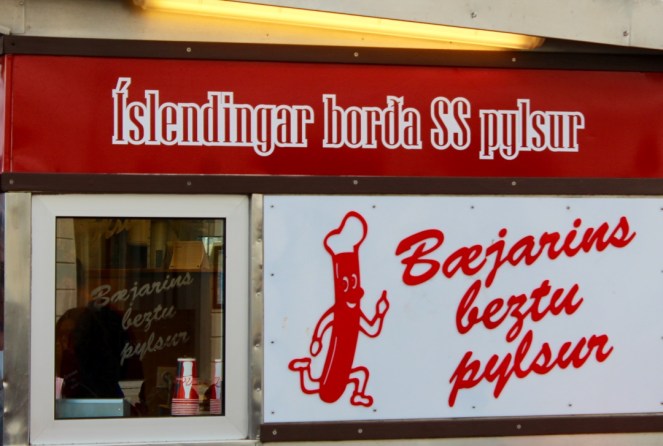 Íslendingar borða SS pylsur
Bæjarins
beztu
pylsur
Bæjarins
beztu
pylsur